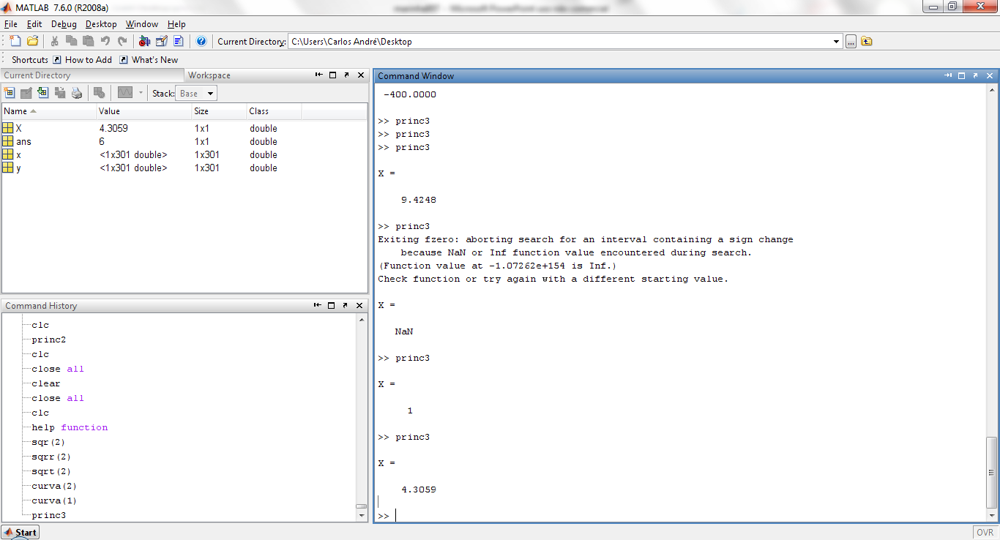 MATLAB 7.6.0 (R2008a)
File Edit Debug Desktop Window Help
Current Directory: C:\Users\Carlos André\Desktop ...
Shortcuts How to Add What's New
Current Directory Workspace
Stack: Base
Name Value Size Class
X 4.3059 1x1 double
ans 6 1x1 double
x <1x301 double> 1x301 double
y <1x301 double> 1x301 double
Command History
clc
princ2
clc
close all
clear
close all
clc
help function
sqr(2)
sqrr(2)
sqrt(2)
curva(2)
curva(1)
princ3
Command Window
-400.0000
>> princ3
>> princ3
>> princ3
X =
9.4248
>> princ3
Exiting fzero: aborting search for an interval containing a sign change
because NaN or Inf function value encountered during search.
(Function value at -1.07262e+154 is Inf.)
Check function or try again with a different starting value.
X =
NaN
>> princ3
X =
1
>> princ3
X =
4.3059
>>
Start
OVR